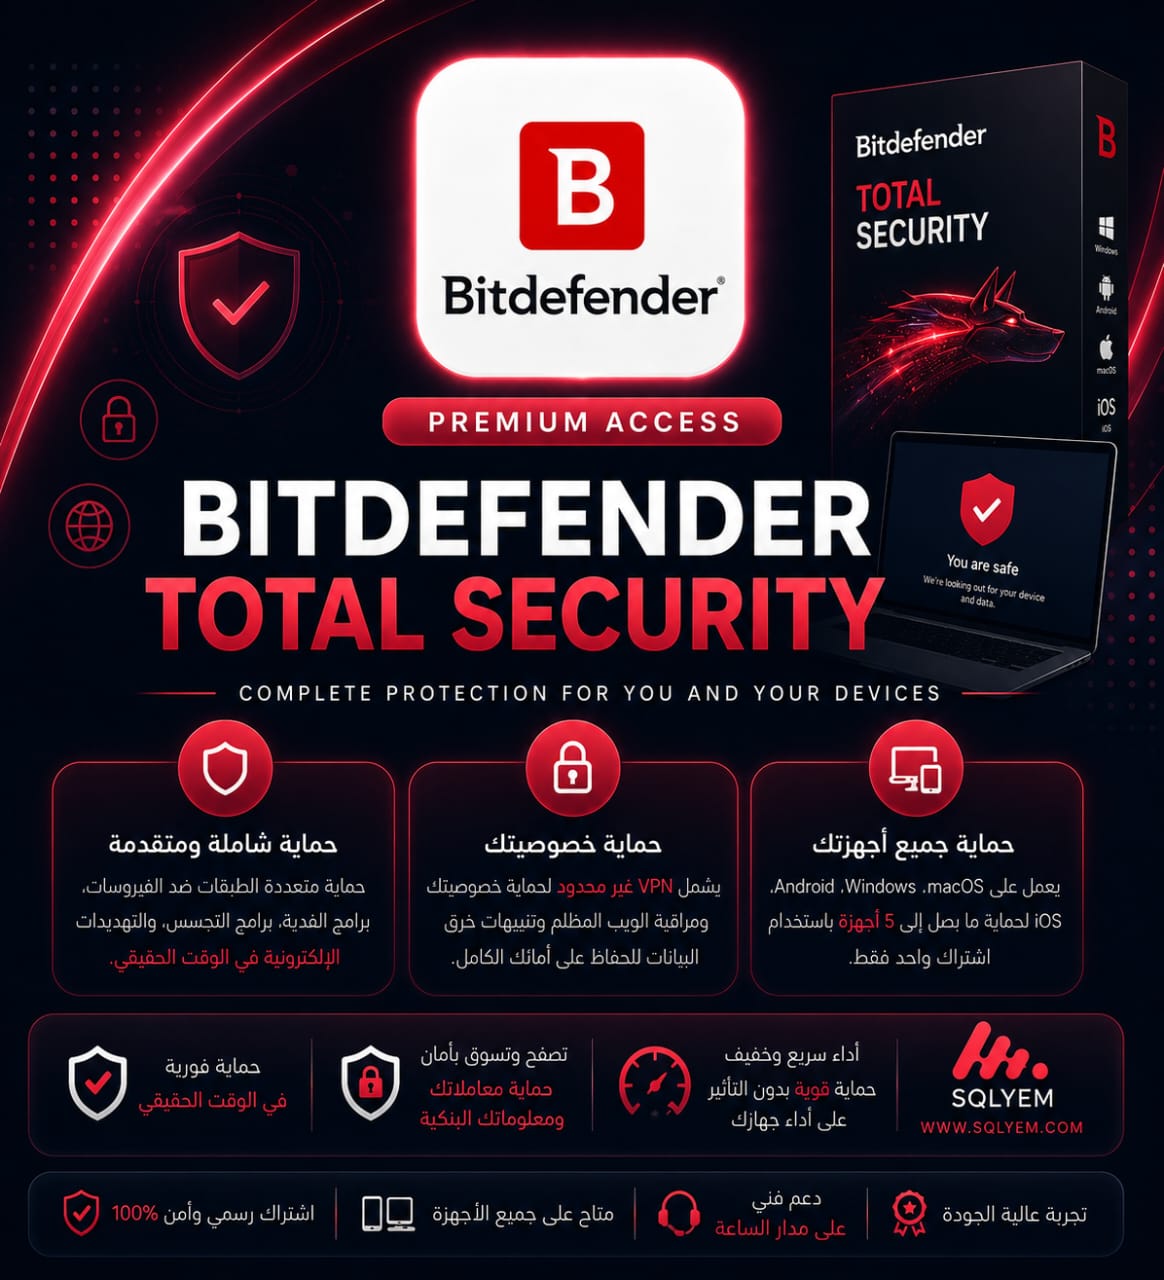 B
Bitdefender®
PREMIUM ACCESS
Bitdefender
TOTAL
SECURITY
B
Windows
Android
macOS
iOS
iOS
You are safe
We're looking out for your device
and data.
BITDEFENDER
TOTAL SECURITY
COMPLETE PROTECTION FOR YOU AND YOUR DEVICES
حماية جميع أجهزتك
يعمل على Android ،Windows ،macOS،
iOS لحماية ما يصل إلى 5 أجهزة باستخدام
اشتراك واحد فقط.
حماية خصوصيتك
يشمل VPN غير محدود لحماية خصوصيتك
ومراقبة الويب المظلم وتنبيهات خرق
البيانات للحفاظ على أمانك الكامل.
حماية شاملة ومتقدمة
حماية متعددة الطبقات ضد الفيروسات،
برامج الفدية، برامج التجسس، والتهديدات
الإلكترونية في الوقت الحقيقي.
SQLYEM
WWW.SQLYEM.COM
أداء سريع وخفيف
حماية قوية بدون التأثير
على أداء جهازك
تصفح وتسوق بأمان
حماية معاملاتك
ومعلوماتك البنكية
حماية فورية
في الوقت الحقيقي
تجربة عالية الجودة
دعم فني
على مدار الساعة
متاح على جميع الأجهزة
اشتراك رسمي وأمن 100%